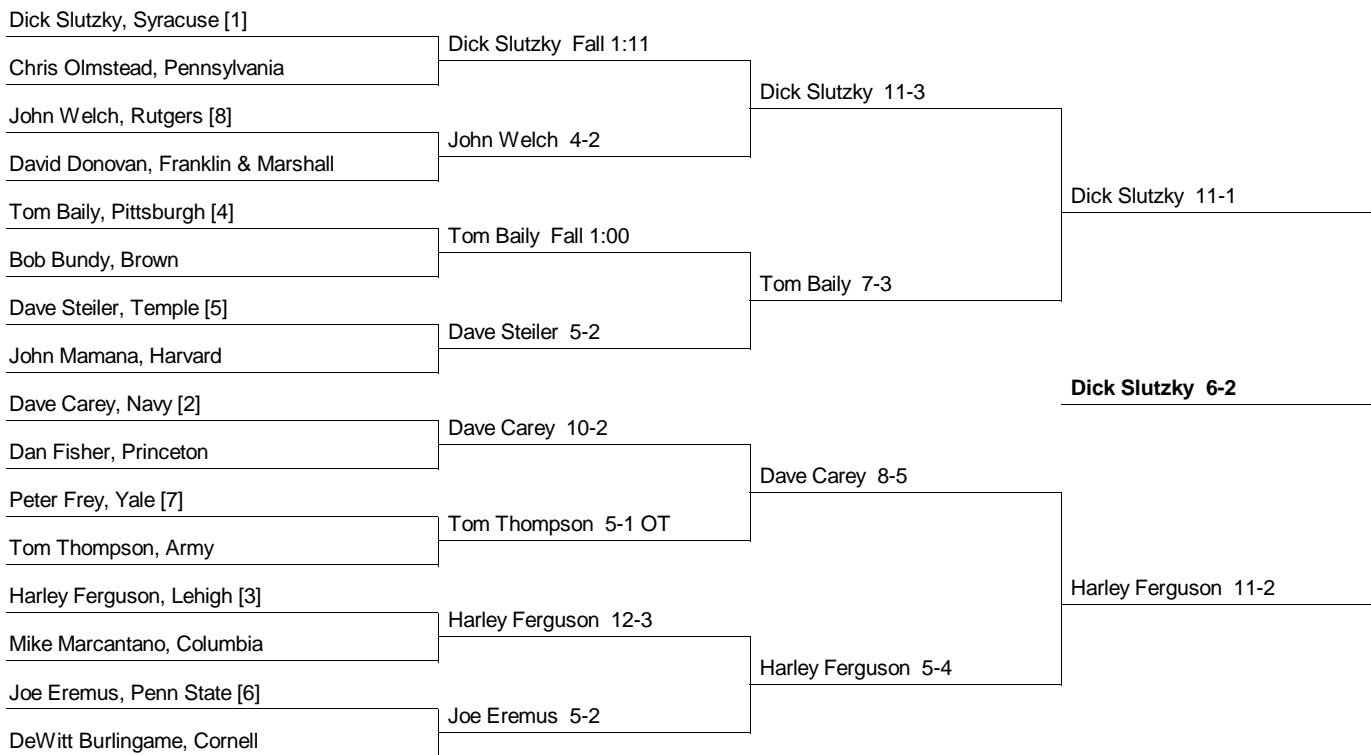 Dick Slutzky, Syracuse [1]
Chris Olmstead, Pennsylvania
John Welch, Rutgers [8]
David Donovan, Franklin & Marshall
Tom Baily, Pittsburgh [4]
Bob Bundy, Brown
Dave Steiler, Temple [5]
John Mamana, Harvard
Dave Carey, Navy [2]
Dan Fisher, Princeton
Peter Frey, Yale [7]
Tom Thompson, Army
Harley Ferguson, Lehigh [3]
Mike Marcantano, Columbia
Joe Eremus, Penn State [6]
DeWitt Burlingame, Cornell
Dick Slutzky Fall 1:11
John Welch 4-2
Tom Baily Fall 1:00
Dave Steiler 5-2
Dave Carey 10-2
Tom Thompson 5-1 OT
Harley Ferguson 12-3
Joe Eremus 5-2
Dick Slutzky 11-3
Tom Baily 7-3
Dave Carey 8-5
Harley Ferguson 5-4
Dick Slutzky 11-1
Harley Ferguson 11-2
Dick Slutzky 6-2